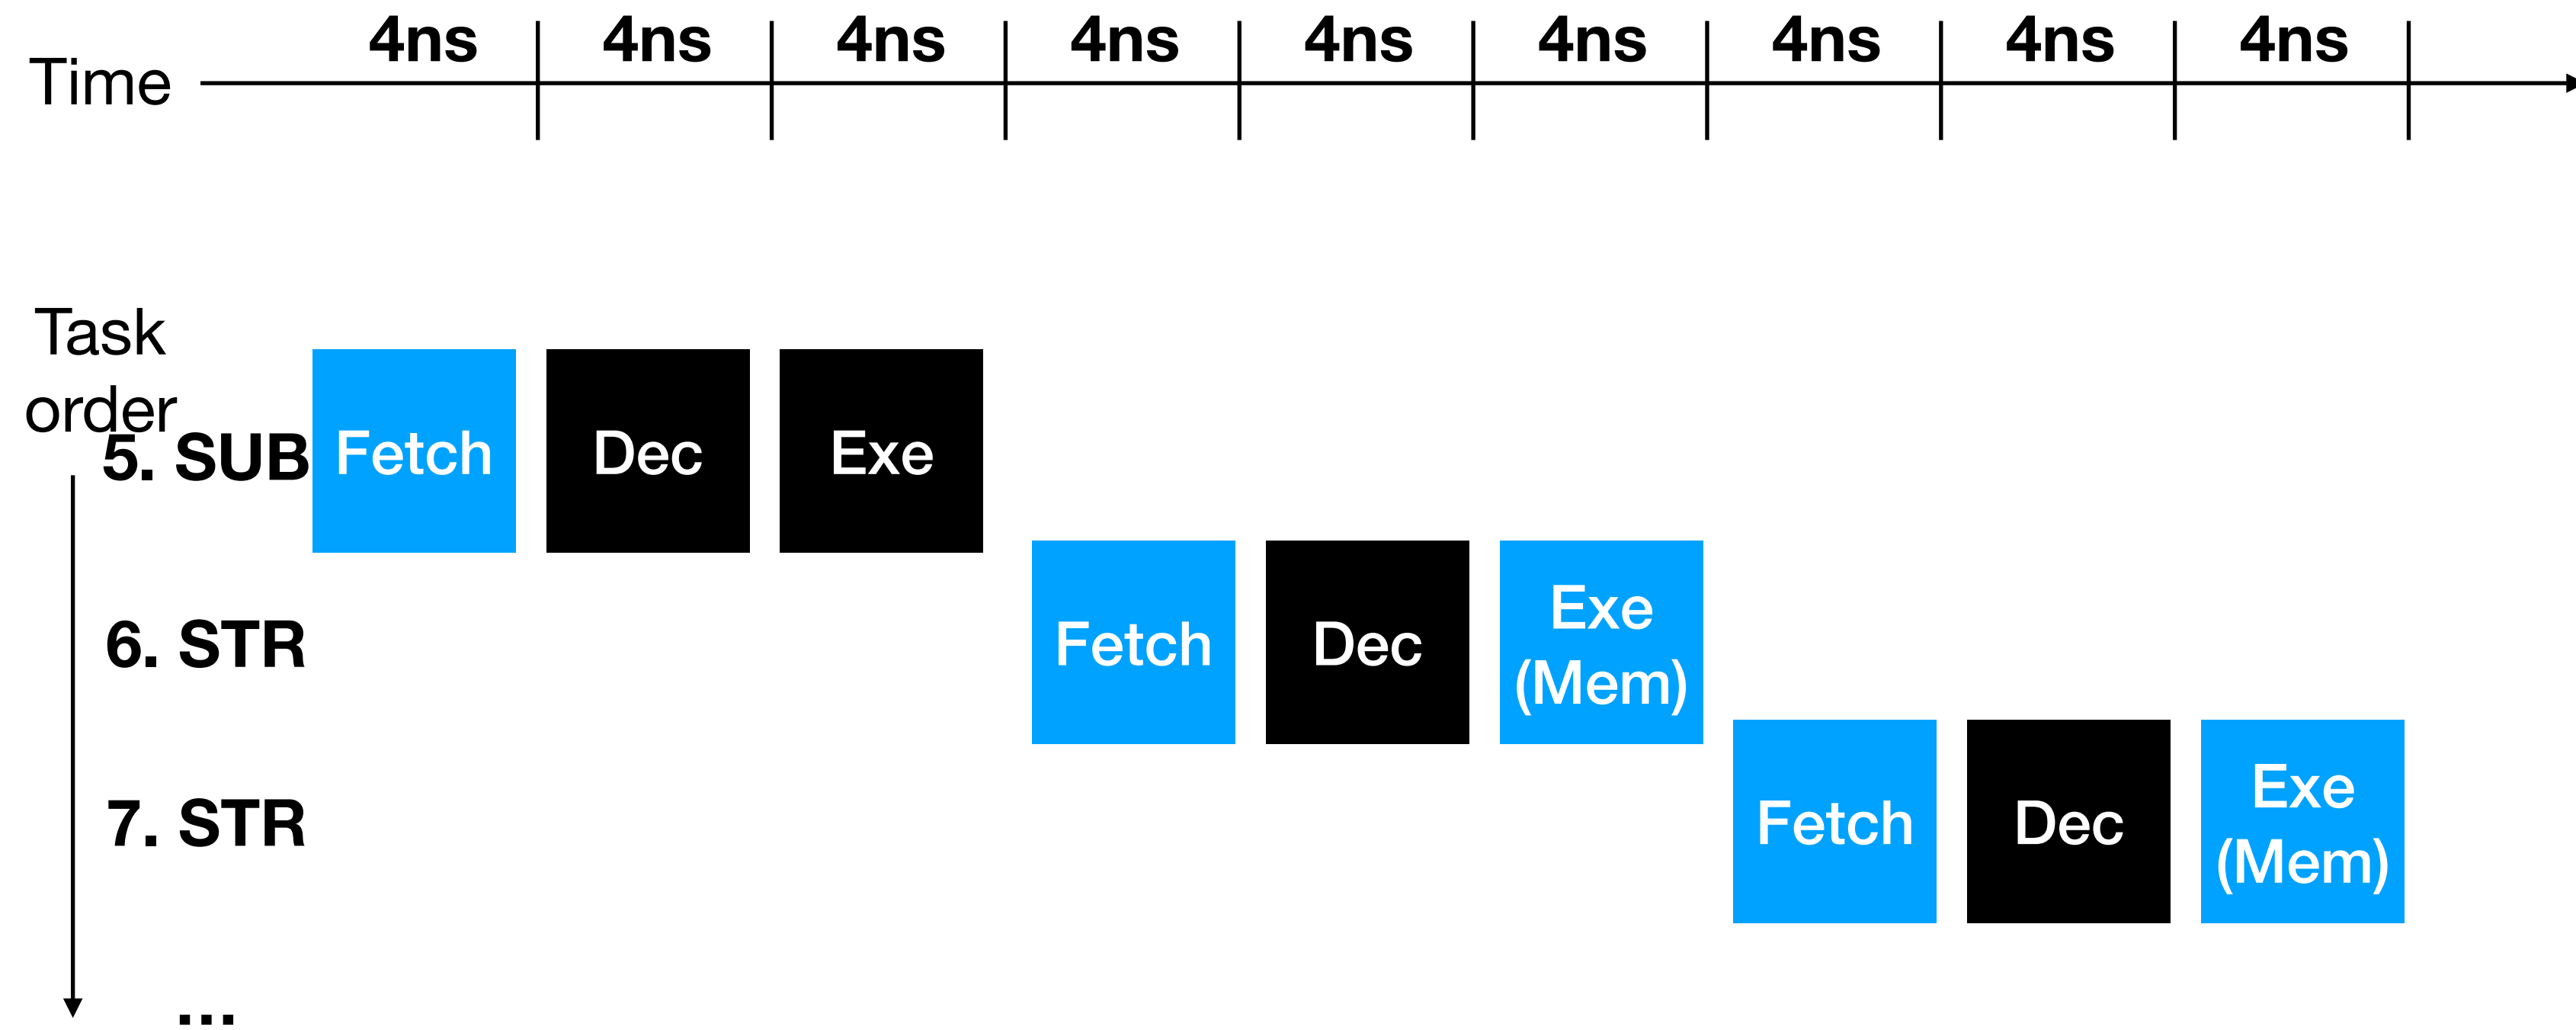 4ns 4ns 4ns 4ns 4ns 4ns 4ns 4ns 4ns
Time
Task
order
5. SUB Fetch Dec Exe
6. STR Fetch Dec Exe
(Mem)
7. STR Fetch Dec Exe
(Mem)
...